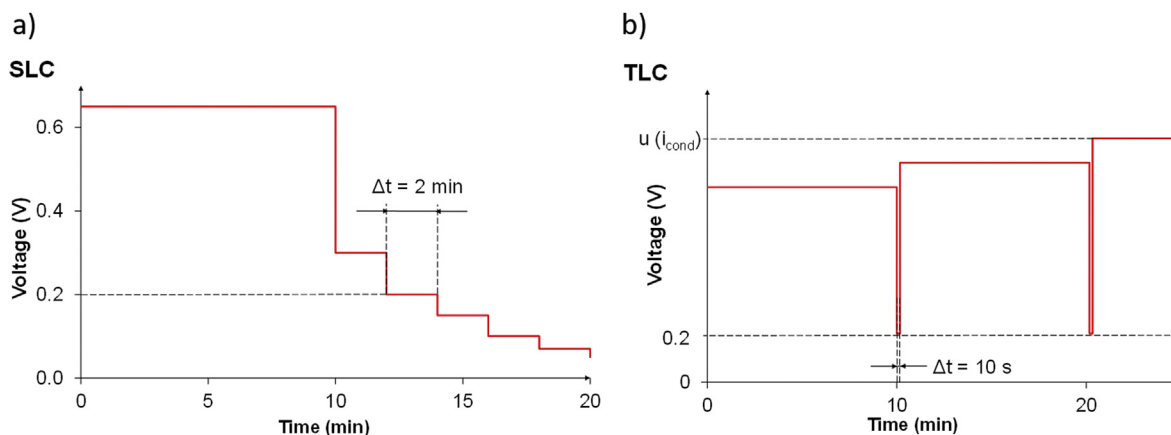 a)
SLC
Voltage (V)
0.6
0.4
0.2
0.0
Δt = 2 min
0
5
10
15
20
Time (min)
b)
TLC
Voltage (V)
u (i_cond)
0.2
0
Δt = 10 s
0
10
20
Time (min)